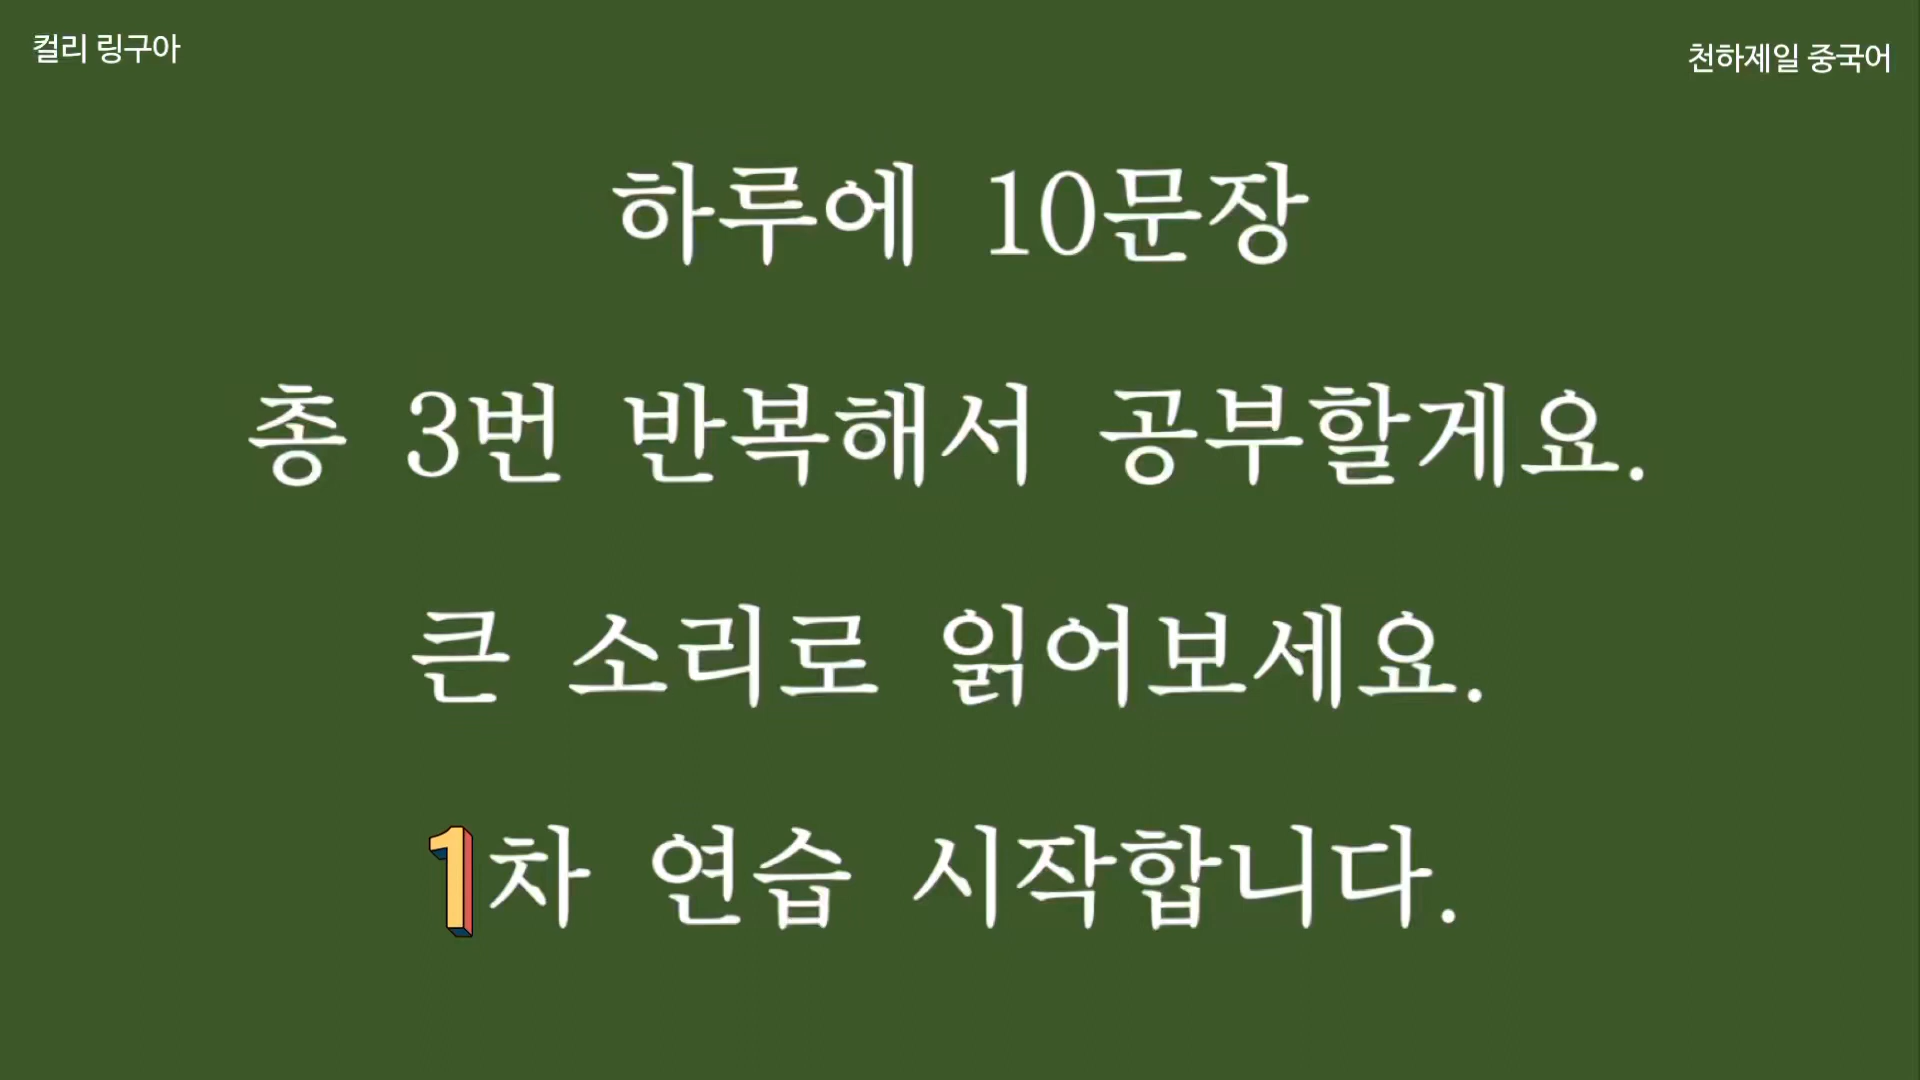 컬리 링구아
천하제일 중국어
하루에 10문장
총 3번 반복해서 공부할게요.
큰 소리로 읽어보세요.
1차 연습 시작합니다.